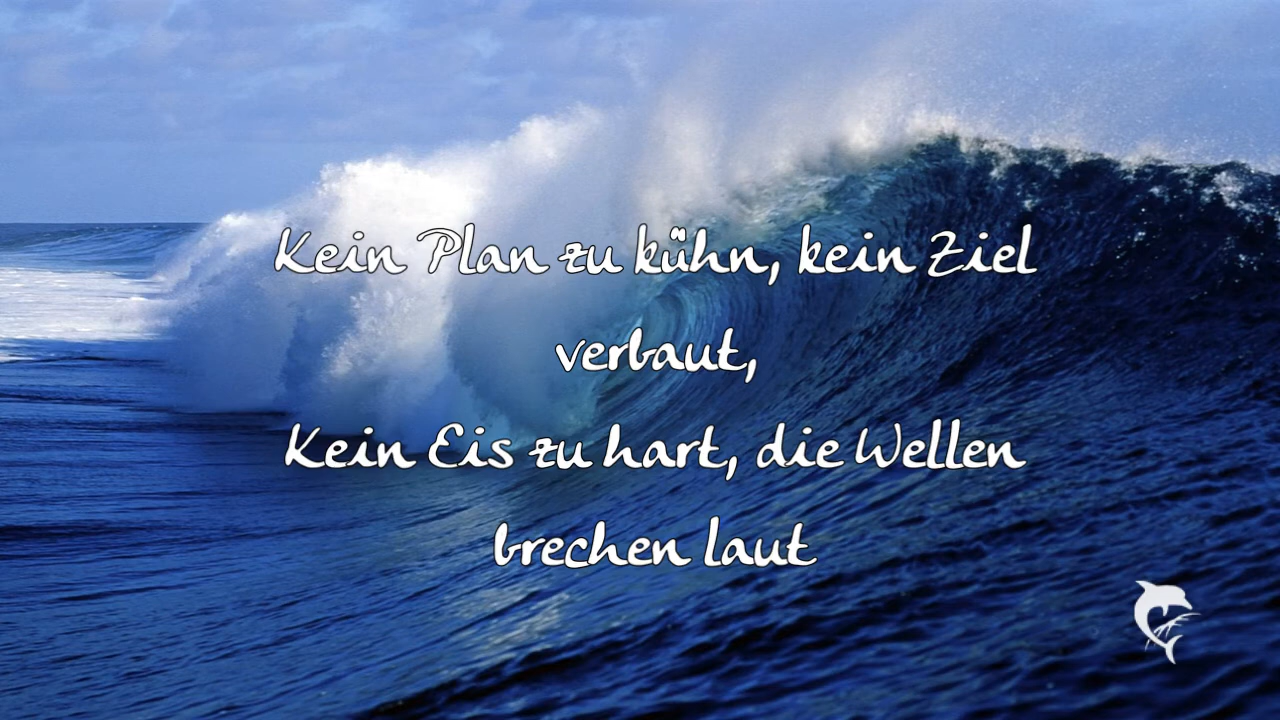 Kein Plan zu kühn, kein Ziel
verbaut,
Kein Eis zu hart, die Wellen
brechen laut